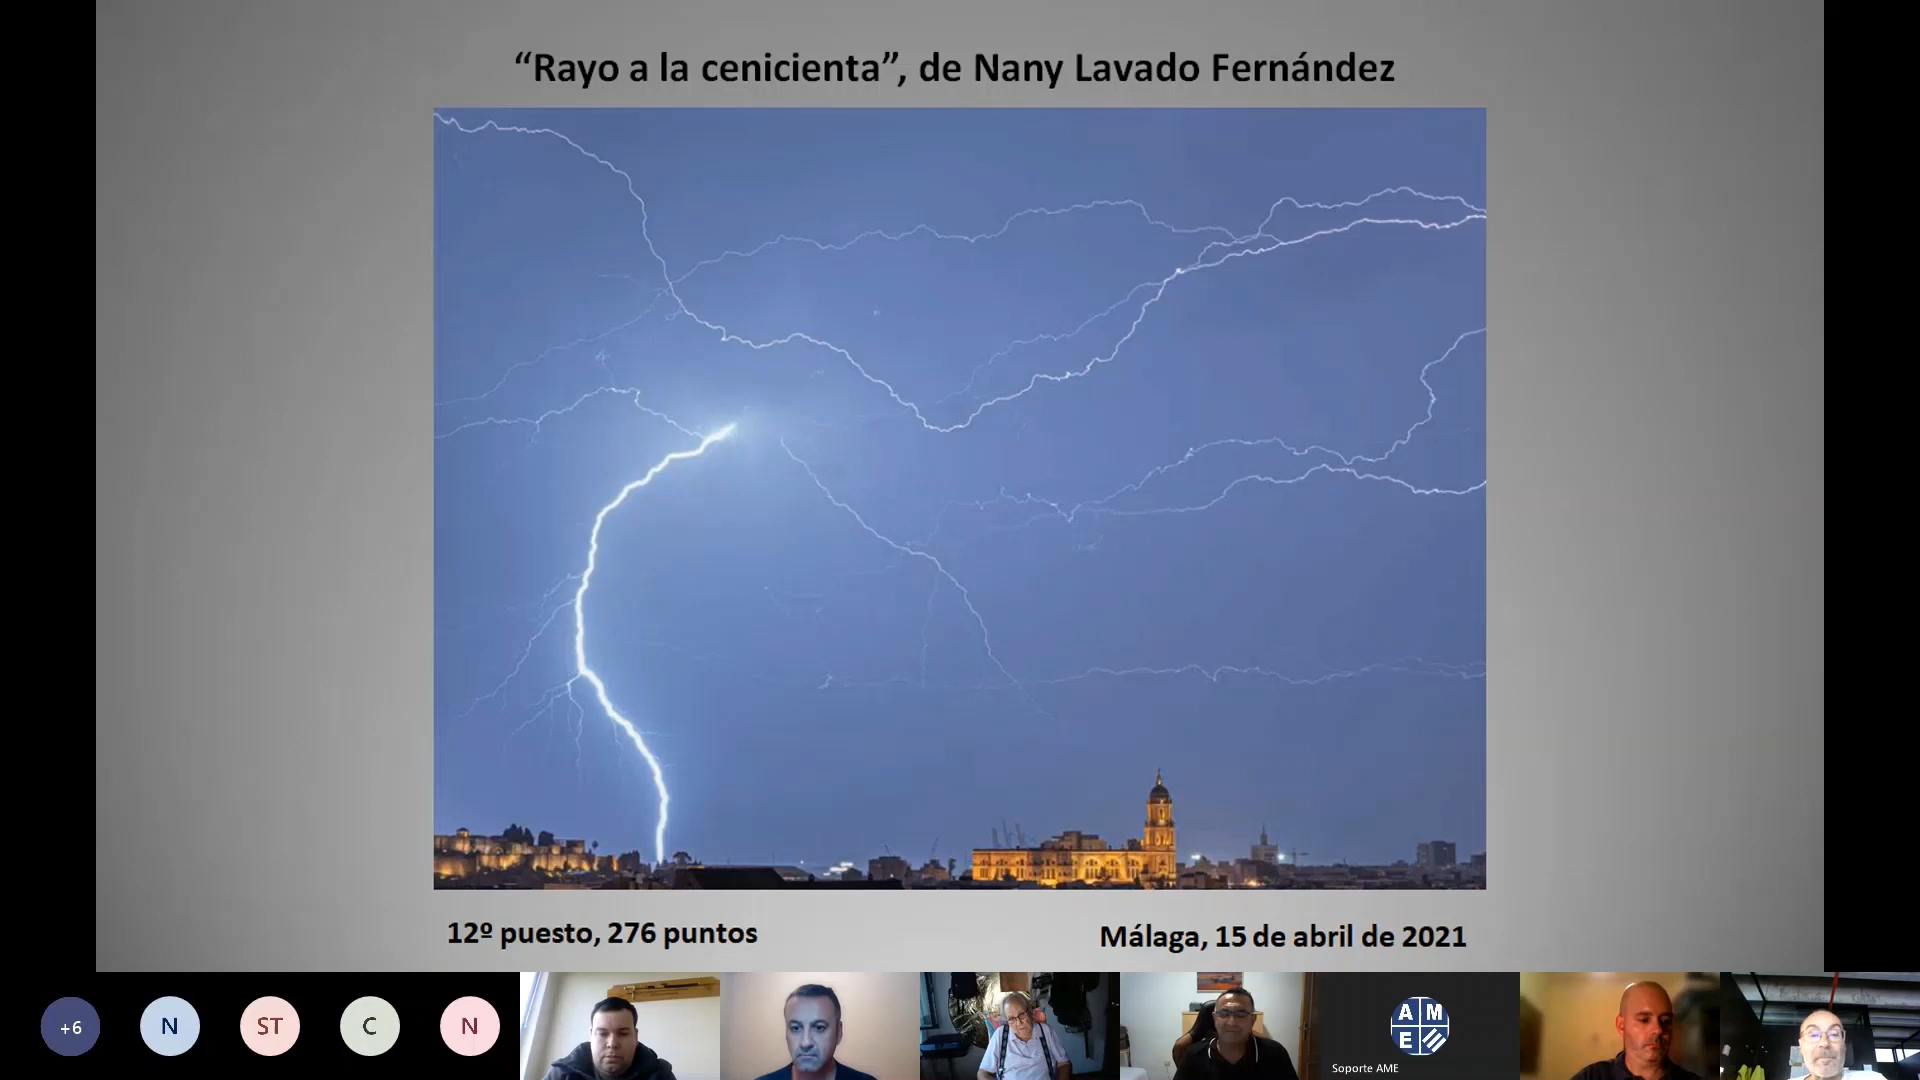 “Rayo a la cenicienta”, de Nany Lavado Fernández
12º puesto, 276 puntos
Málaga, 15 de abril de 2021
+6
N
ST
C
N
A M
E
Soporte AME